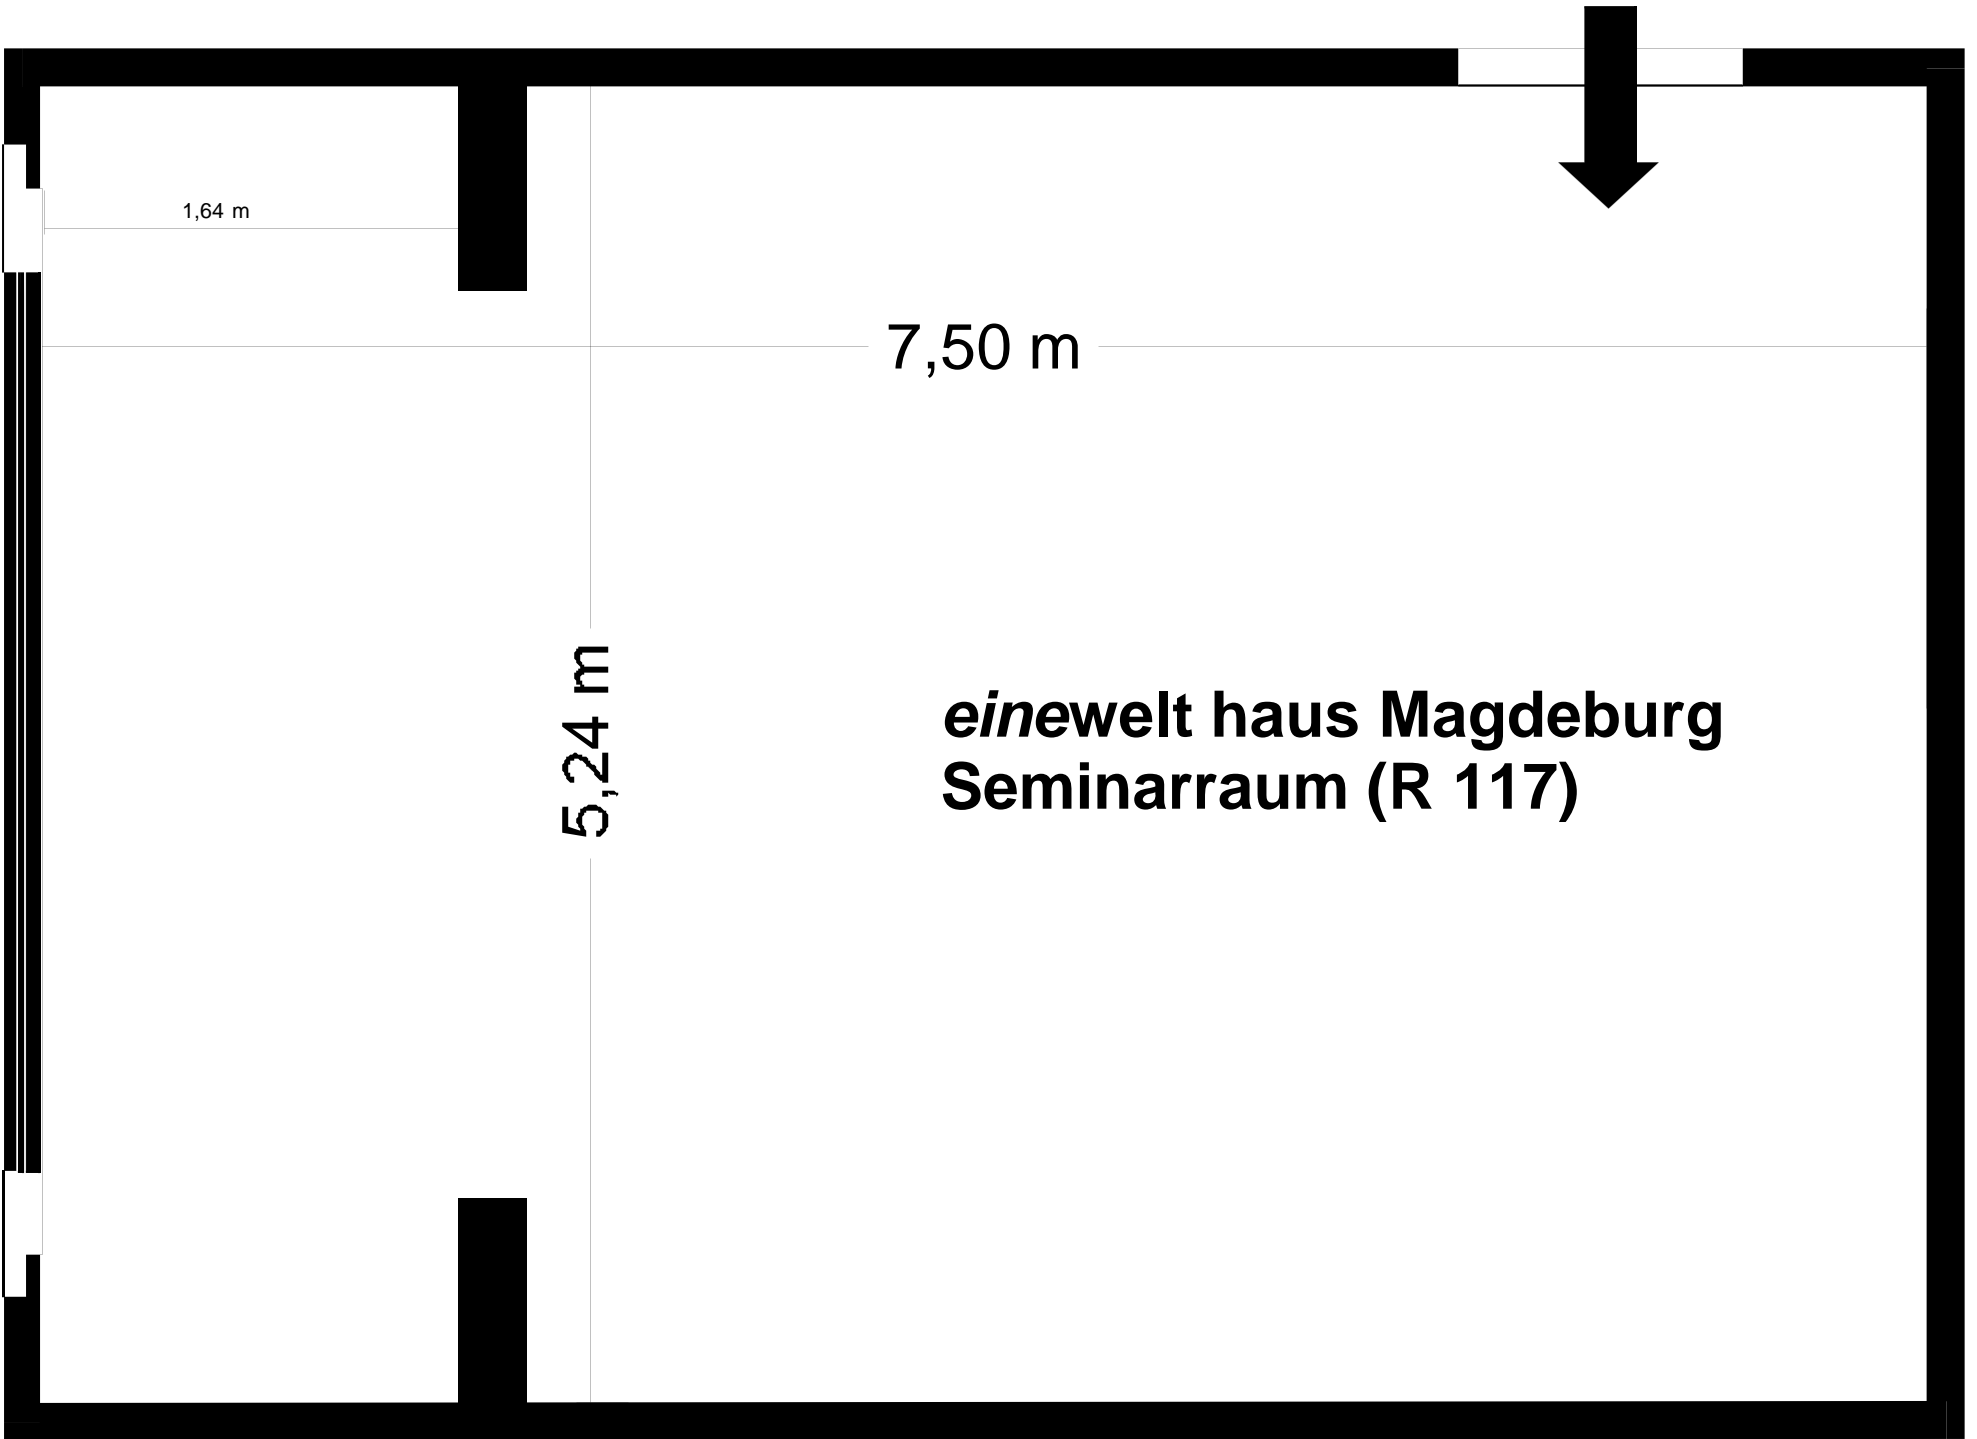 1,64 m
7,50 m
5,24 m
einewelt haus Magdeburg
Seminarraum (R 117)